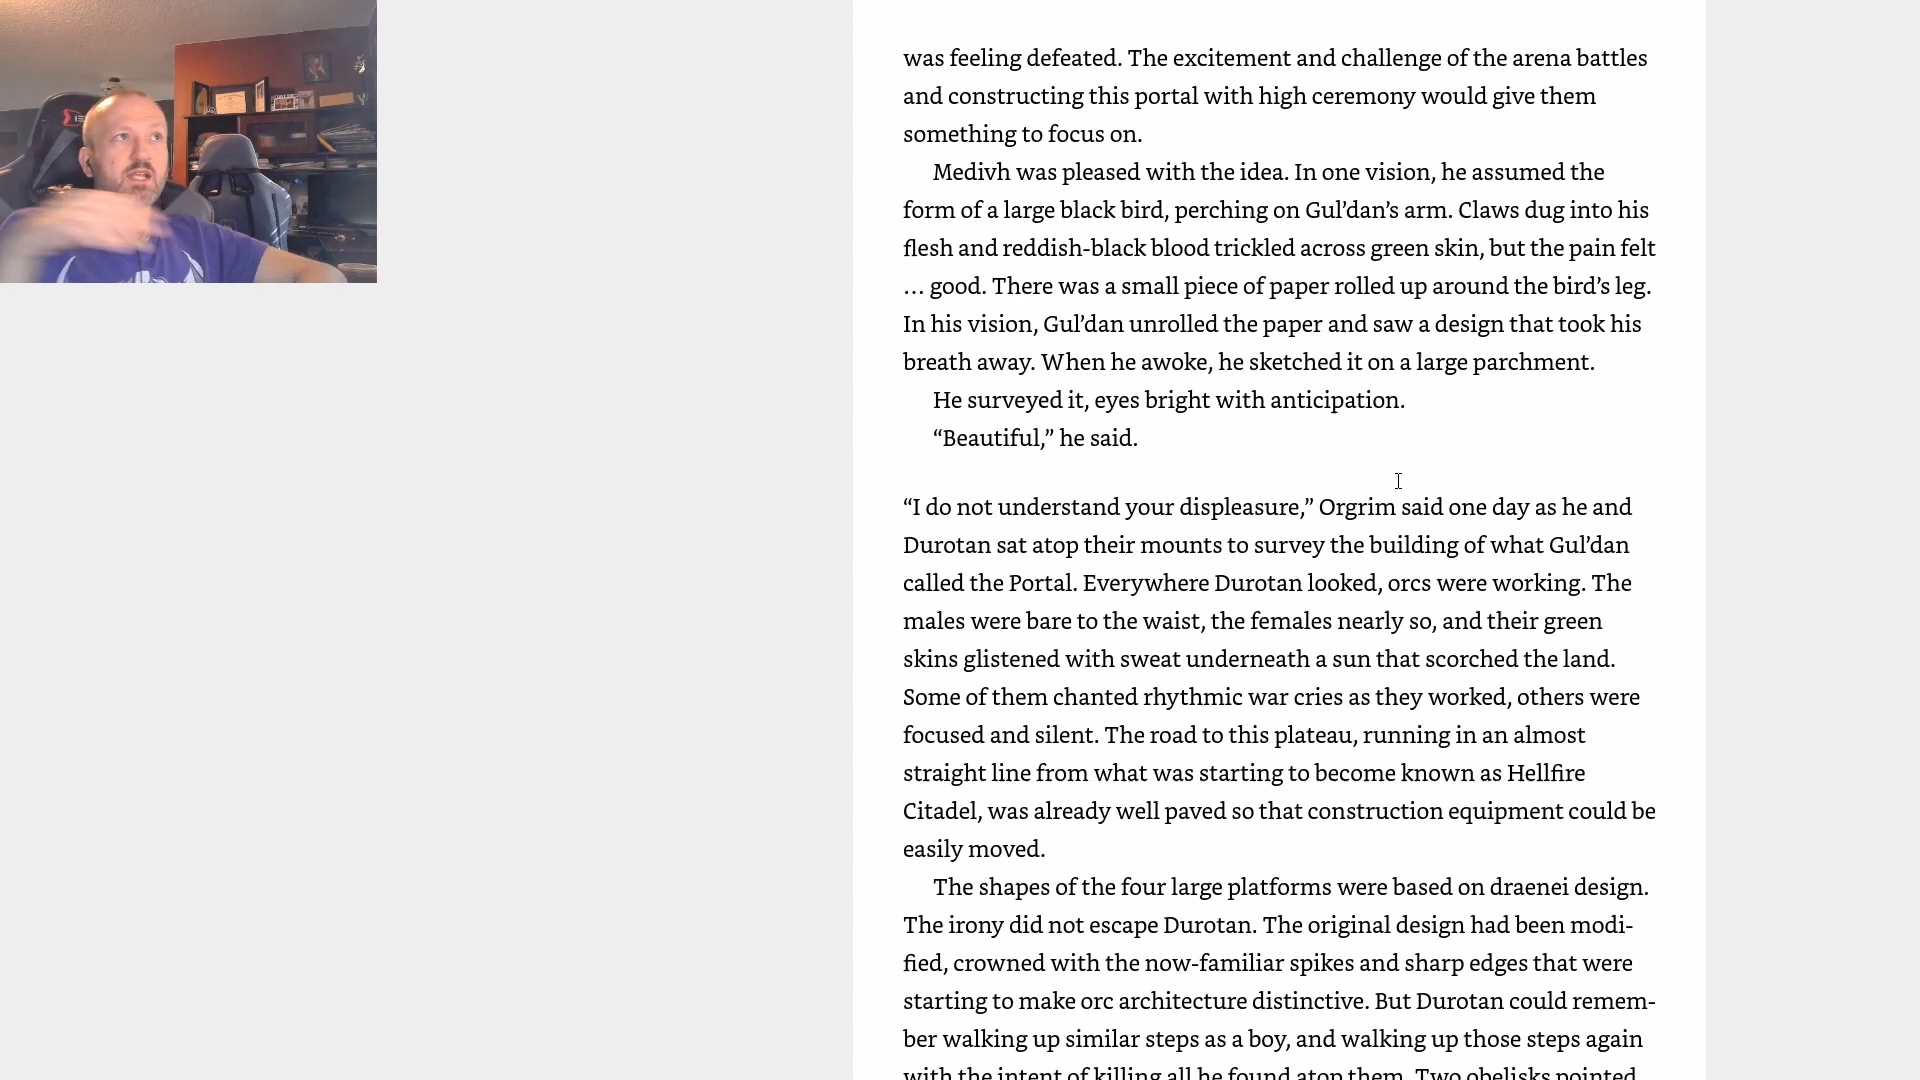 was feeling defeated. The excitement and challenge of the arena battles
and constructing this portal with high ceremony would give them
something to focus on.
Medivh was pleased with the idea. In one vision, he assumed the
form of a large black bird, perching on Gul’dan’s arm. Claws dug into his
flesh and reddish-black blood trickled across green skin, but the pain felt
… good. There was a small piece of paper rolled up around the bird’s leg.
In his vision, Gul’dan unrolled the paper and saw a design that took his
breath away. When he awoke, he sketched it on a large parchment.
He surveyed it, eyes bright with anticipation.
“Beautiful,” he said.
“I do not understand your displeasure,” Orgrim said one day as he and
Durotan sat atop their mounts to survey the building of what Gul’dan
called the Portal. Everywhere Durotan looked, orcs were working. The
males were bare to the waist, the females nearly so, and their green
skins glistened with sweat underneath a sun that scorched the land.
Some of them chanted rhythmic war cries as they worked, others were
focused and silent. The road to this plateau, running in an almost
straight line from what was starting to become known as Hellfire
Citadel, was already well paved so that construction equipment could be
easily moved.
The shapes of the four large platforms were based on draenei design.
The irony did not escape Durotan. The original design had been modi-
fied, crowned with the now-familiar spikes and sharp edges that were
starting to make orc architecture distinctive. But Durotan could remem-
ber walking up similar steps as a boy, and walking up those steps again
with the intent of killing all he found atop them. Two obelisks pointed